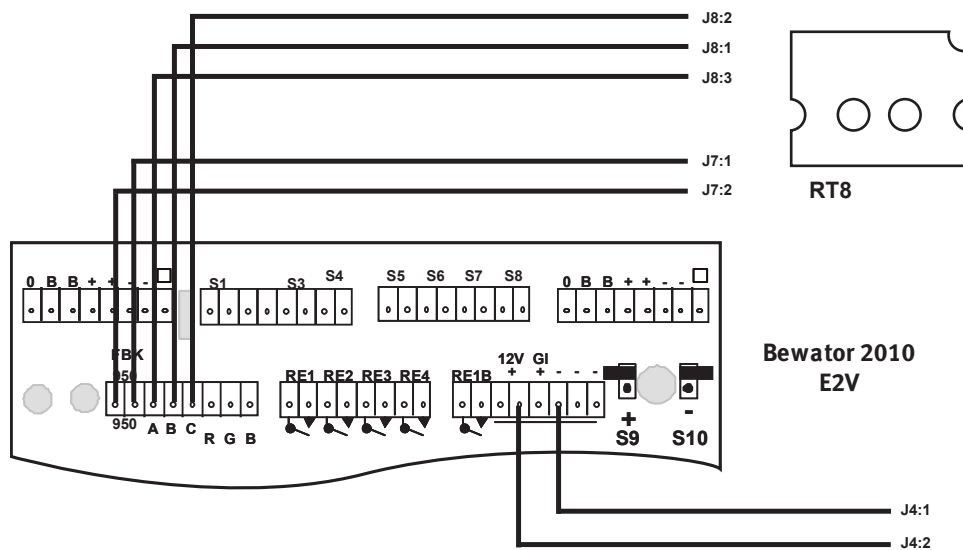 J8:2
J8:1
J8:3
J7:1
J7:2
RT8
0 B B + + - -
S1 S3 S4
S5 S6 S7 S8
0 B B + + - -
FBK
950
950 A B C R G B
RE1 RE2 RE3 RE4
RE1B
12V GI
+ + - - -
+ -
S9 S10
Bewator 2010
E2V
J4:1
J4:2